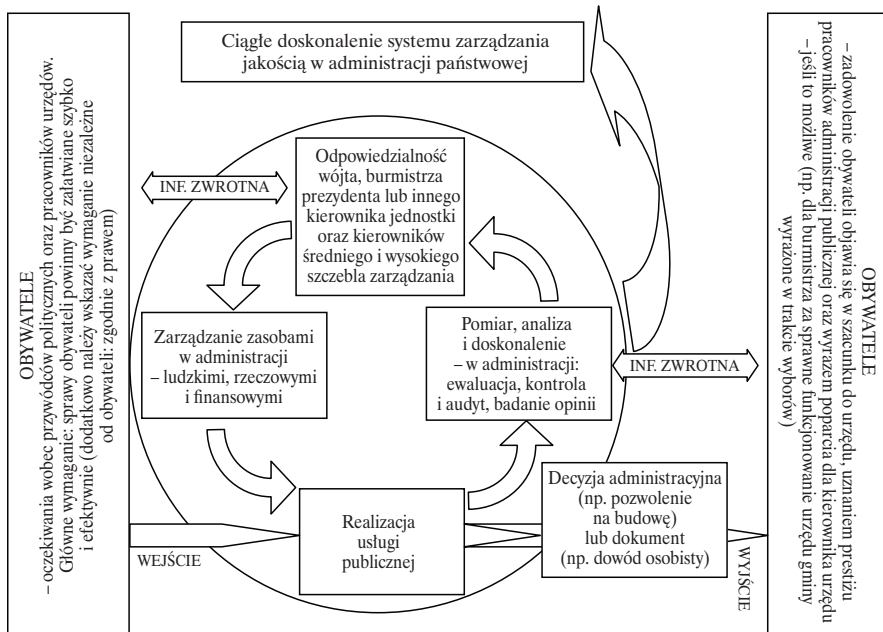 OBYWATELE
– oczekiwania wobec przywódców politycznych oraz pracowników urzędów.
Główne wymaganie: sprawy obywateli powinny być załatwiane szybko
i efektywnie (dodatkowo należy wskazać wymaganie niezależne
od obywateli: zgodnie z prawem)
Ciągłe doskonalenie systemu zarządzania
jakością w administracji państwowej
INF. ZWROTNA
Odpowiedzialność
wójta, burmistrza
prezydenta lub innego
kierownika jednostki
oraz kierowników
średniego i wysokiego
szczebla zarządzania
Zarządzanie zasobami
w administracji
– ludzkimi, rzeczowymi
i finansowymi
Pomiar, analiza
i doskonalenie
– w administracji:
ewaluacja, kontrola
i audyt, badanie opinii
INF. ZWROTNA
WEJŚCIE
Realizacja
usługi
publicznej
Decyzja administracyjna
(np. pozwolenie
na budowę)
lub dokument
(np. dowód osobisty)
WYJŚCIE
OBYWATELE
– zadowolenie obywateli objawia się w szacunku do urzędu, uznaniem prestiżu
pracowników administracji publicznej oraz wyrazem poparcia dla kierownika urzędu
– jeśli to możliwe (np. dla burmistrza za sprawne funkcjonowanie urzędu gminy
wyrażone w trakcie wyborów)